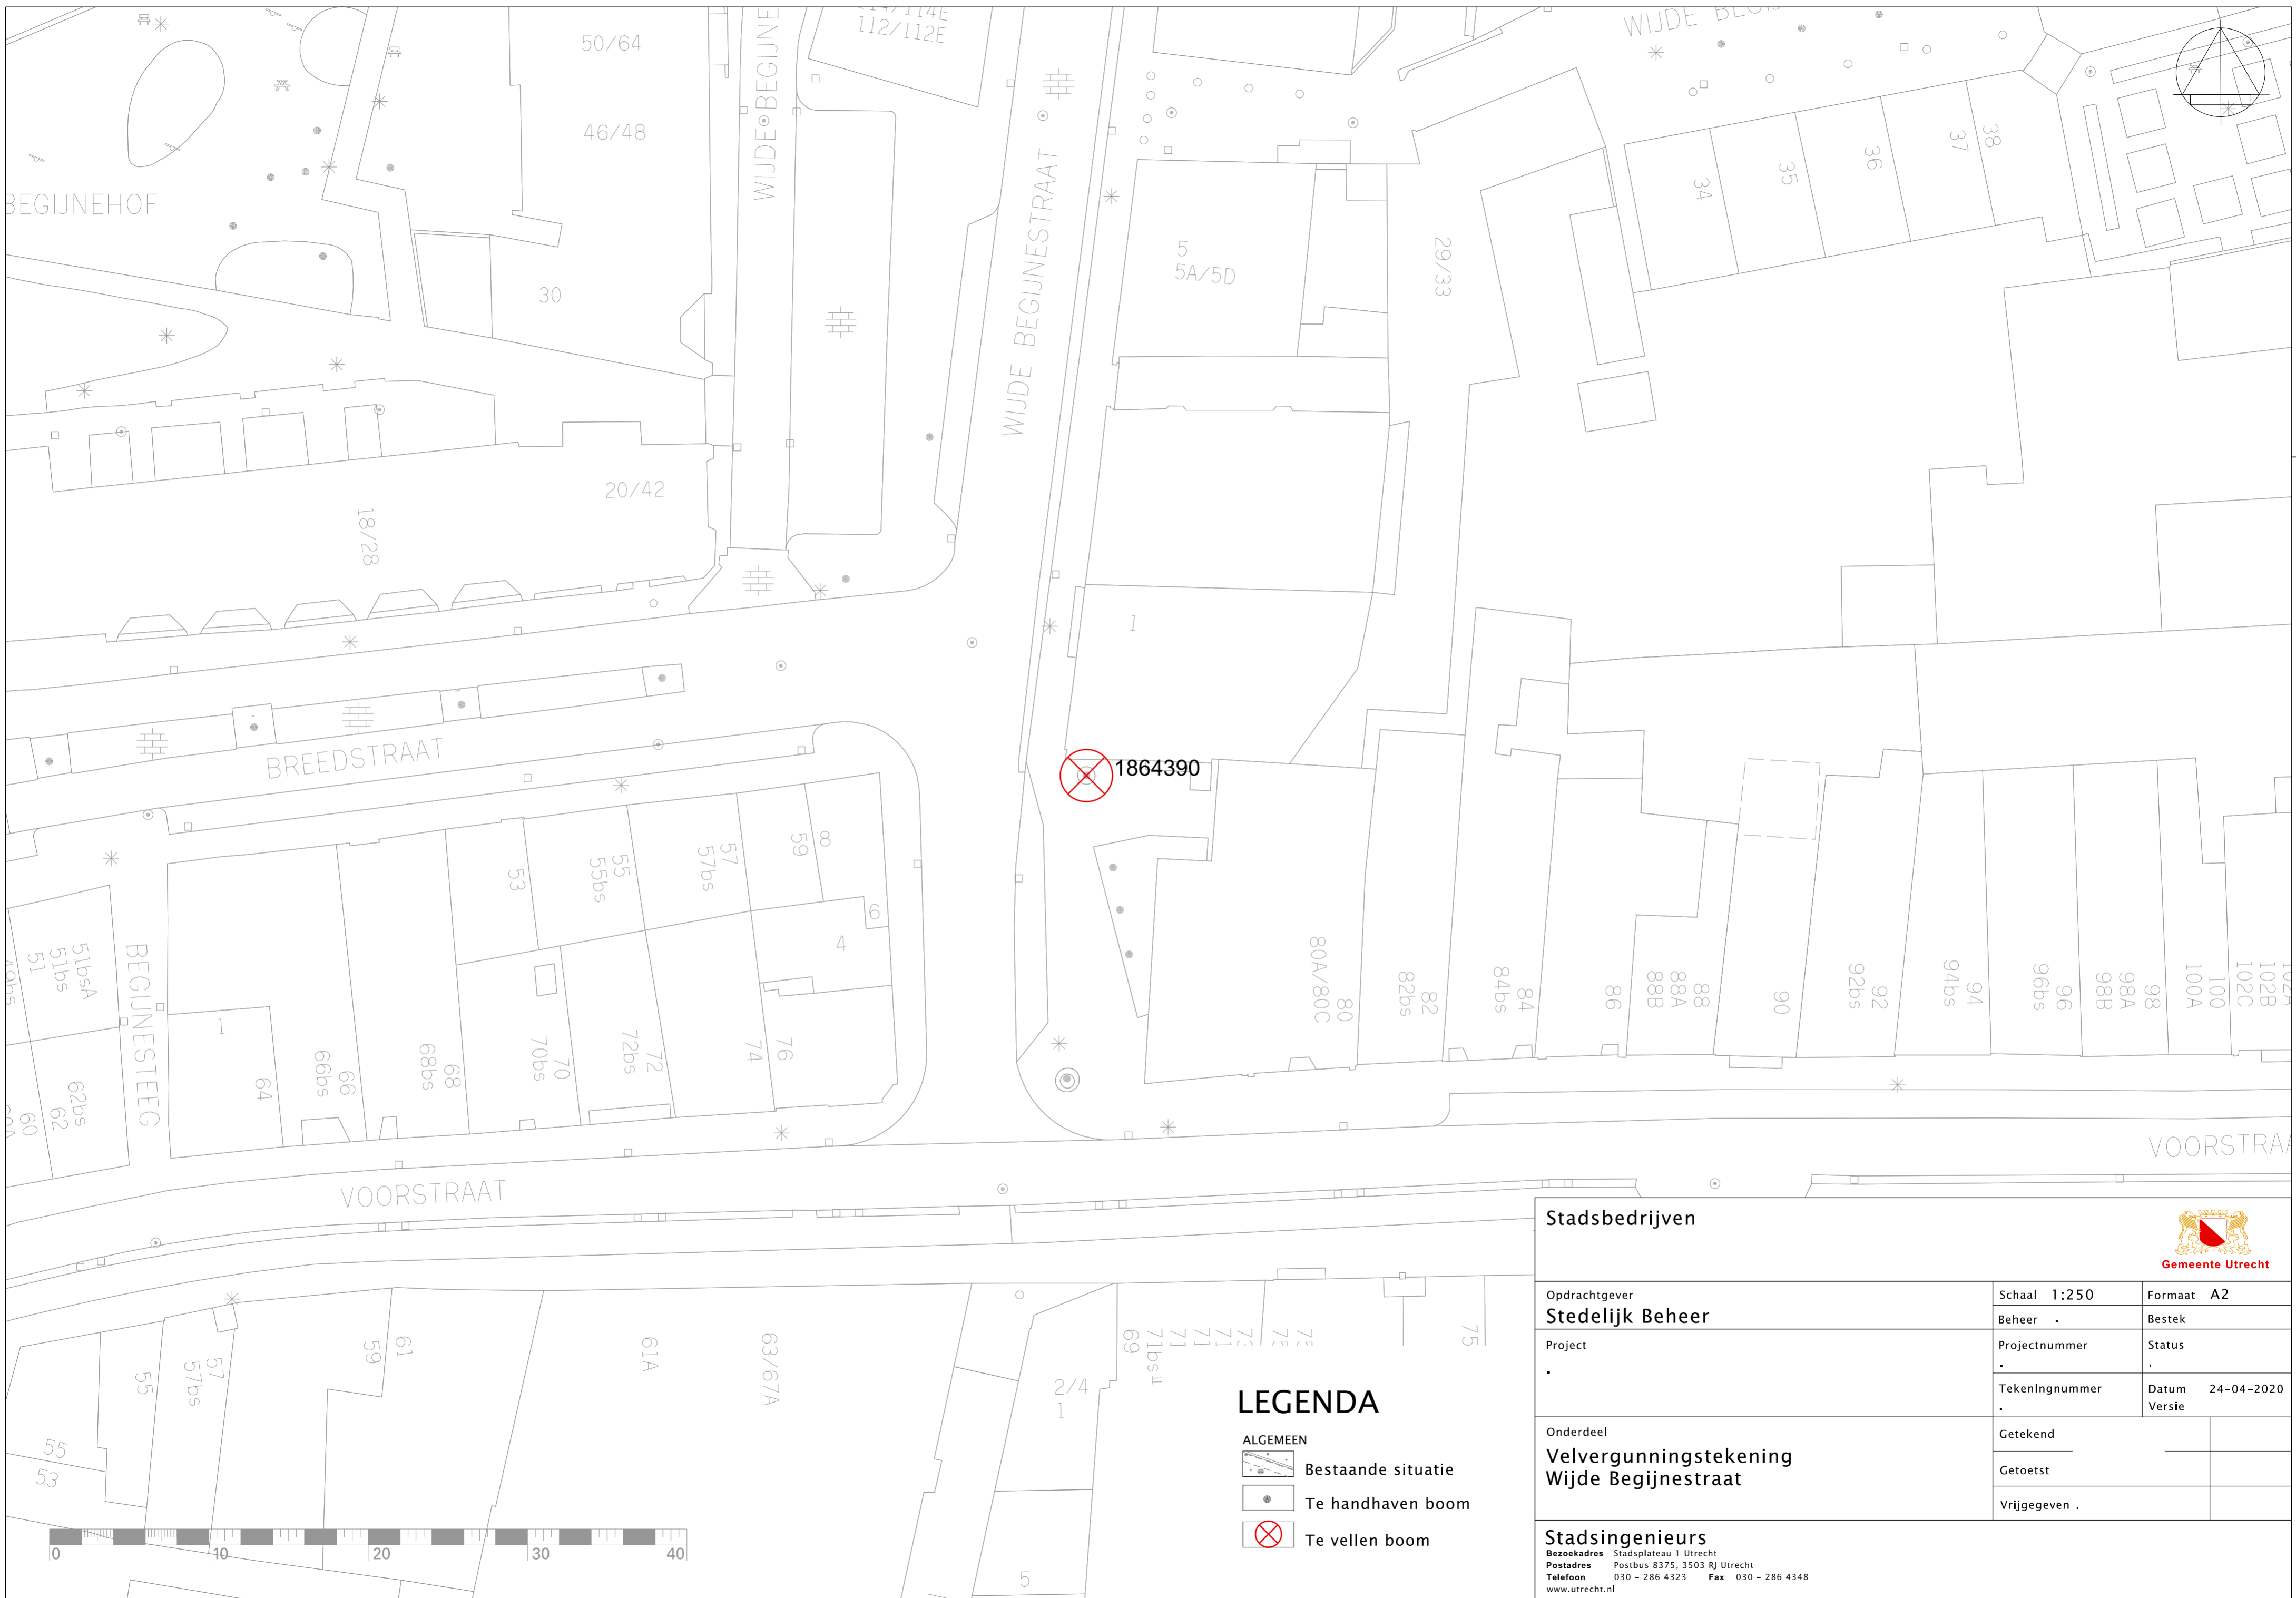 50/64
46/48
WIJDE BEGIJNE
WIJDE BEGIJNE
112/112E
BEGIJNEHOF
30
WIJDE BEGIJNESTRAAT
WIJDE BEGIJNESTRAAT
5
5A/5D
29/33
34
35
36
37
38
20/42
18/28
1
BREEDSTRAAT
1864390
53
55
55bs
57
57bs
59
8
6
4
51
51bs
51bsA
BEGIJNESTEEG
60
62
62bs
1
64
66bs
66
68bs
68
70bs
70
72bs
72
74
76
80A/80C
80
82bs
82
84bs
84
86
88B
88A
88
90
92bs
92
94bs
94
96bs
96
98B
98A
98
100A
100
102C
102B
102A
VOORSTRAAT
VOORSTRAA
55
57bs
57
59
61
61A
63/67A
69
71bs
75
2/4
1
5
55
53
0 10 20 30 40
LEGENDA
ALGEMEEN
Bestaande situatie
Te handhaven boom
Te vellen boom
Stadsbedrijven
Gemeente Utrecht
Opdrachtgever
Stedelijk Beheer
Schaal 1:250
Formaat A2
Beheer .
Bestek
Project
.
Projectnummer
.
Status
.
Tekeningnummer
.
Datum 24-04-2020
Versie
Onderdeel
Velvergunningstekening
Wijde Begijnestraat
Getekend
Getoetst
Vrijgegeven .
Stadsingenieurs
Bezoekadres Stadsplateau 1 Utrecht
Postadres Postbus 8375, 3503 RJ Utrecht
Telefoon 030 - 286 4323 Fax 030 - 286 4348
www.utrecht.nl